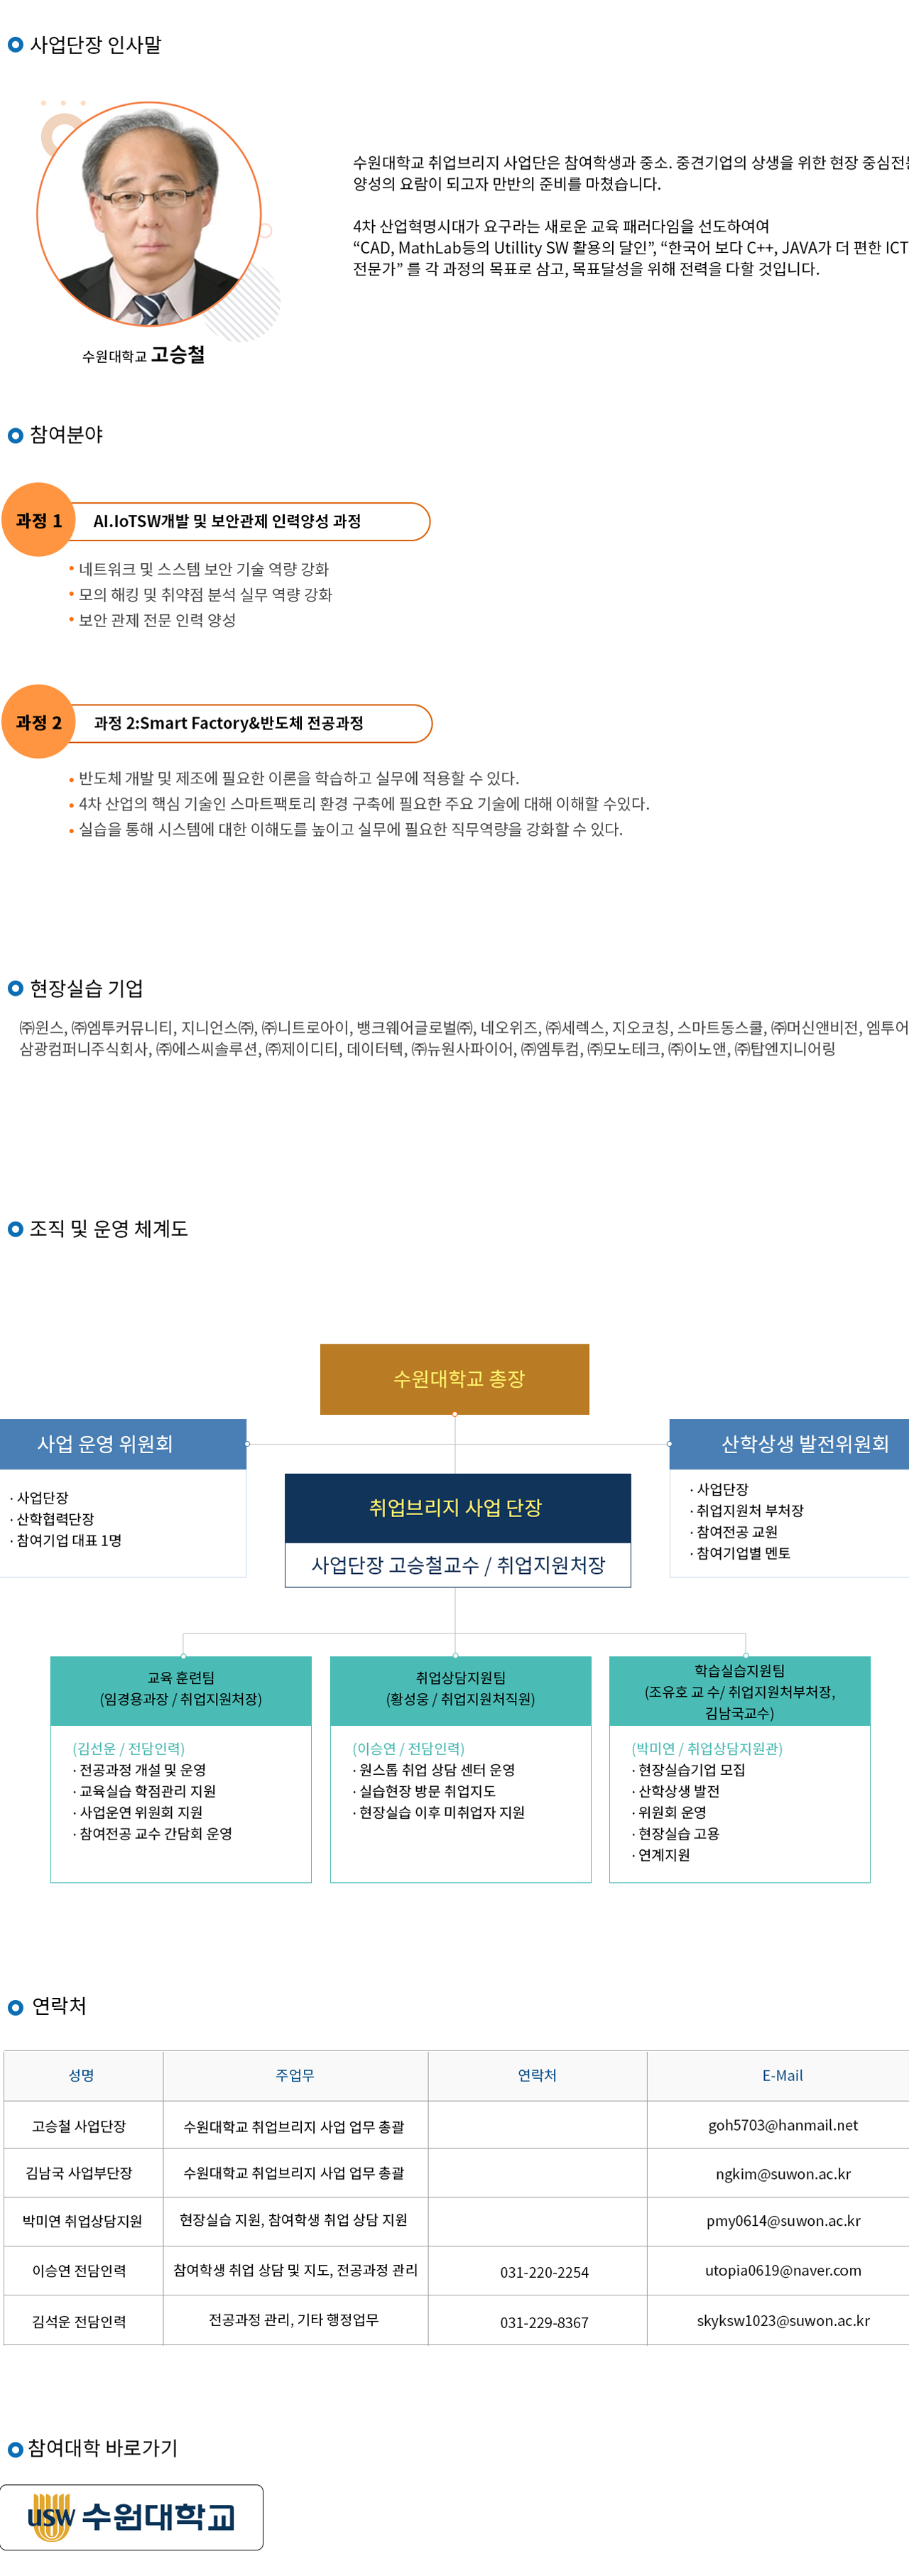 사업단장 인사말
수원대학교 취업브리지 사업단은 참여학생과 중소. 중견기업의 상생을 위한 현장 중심전문
양성의 요람이 되고자 만반의 준비를 마쳤습니다.
4차 산업혁명시대가 요구라는 새로운 교육 패러다임을 선도하여여
“CAD, MathLab등의 Utillity SW 활용의 달인”, “한국어 보다 C++, JAVA가 더 편한 ICT
전문가” 를 각 과정의 목표로 삼고, 목표달성을 위해 전력을 다할 것입니다.
수원대학교 고승철
참여분야
과정 1
AI.IoTSW개발 및 보안관제 인력양성 과정
• 네트워크 및 스스템 보안 기술 역량 강화
• 모의 해킹 및 취약점 분석 실무 역량 강화
• 보안 관제 전문 인력 양성
과정 2
과정 2:Smart Factory&반도체 전공과정
• 반도체 개발 및 제조에 필요한 이론을 학습하고 실무에 적용할 수 있다.
• 4차 산업의 핵심 기술인 스마트팩토리 환경 구축에 필요한 주요 기술에 대해 이해할 수있다.
• 실습을 통해 시스템에 대한 이해도를 높이고 실무에 필요한 직무역량을 강화할 수 있다.
현장실습 기업
㈜윈스, ㈜엠투커뮤니티, 지니언스㈜, ㈜니트로아이, 뱅크웨어글로벌㈜, 네오위즈, ㈜세렉스, 지오코칭, 스마트동스쿨, ㈜머신앤비전, 엠투어
삼광컴퍼니주식회사, ㈜에스씨솔루션, ㈜제이디티, 데이터텍, ㈜뉴원사파이어, ㈜엠투컴, ㈜모노테크, ㈜이노앤, ㈜탑엔지니어링
조직 및 운영 체계도
수원대학교 총장
사업 운영 위원회
· 사업단장
· 산학협력단장
· 참여기업 대표 1명
산학상생 발전위원회
· 사업단장
· 취업지원처 부처장
· 참여전공 교원
· 참여기업별 멘토
취업브리지 사업 단장
사업단장 고승철교수 / 취업지원처장
교육 훈련팀
(임경용과장 / 취업지원처장)
(김선운 / 전담인력)
· 전공과정 개설 및 운영
· 교육실습 학점관리 지원
· 사업운연 위원회 지원
· 참여전공 교수 간담회 운영
취업상담지원팀
(황성웅 / 취업지원처직원)
(이승연 / 전담인력)
· 원스톱 취업 상담 센터 운영
· 실습현장 방문 취업지도
· 현장실습 이후 미취업자 지원
학습실습지원팀
(조유호 교 수/ 취업지원처부처장,
김남국교수)
(박미연 / 취업상담지원관)
· 현장실습기업 모집
· 산학상생 발전
· 위원회 운영
· 현장실습 고용
· 연계지원
연락처
성명 주업무 연락처 E-Mail
고승철 사업단장 수원대학교 취업브리지 사업 업무 총괄 goh5703@hanmail.net
김남국 사업부단장 수원대학교 취업브리지 사업 업무 총괄 ngkim@suwon.ac.kr
박미연 취업상담지원 현장실습 지원, 참여학생 취업 상담 지원 pmy0614@suwon.ac.kr
이승연 전담인력 참여학생 취업 상담 및 지도, 전공과정 관리 031-220-2254 utopia0619@naver.com
김석운 전담인력 전공과정 관리, 기타 행정업무 031-229-8367 skyksw1023@suwon.ac.kr
참여대학 바로가기
USW 수원대학교